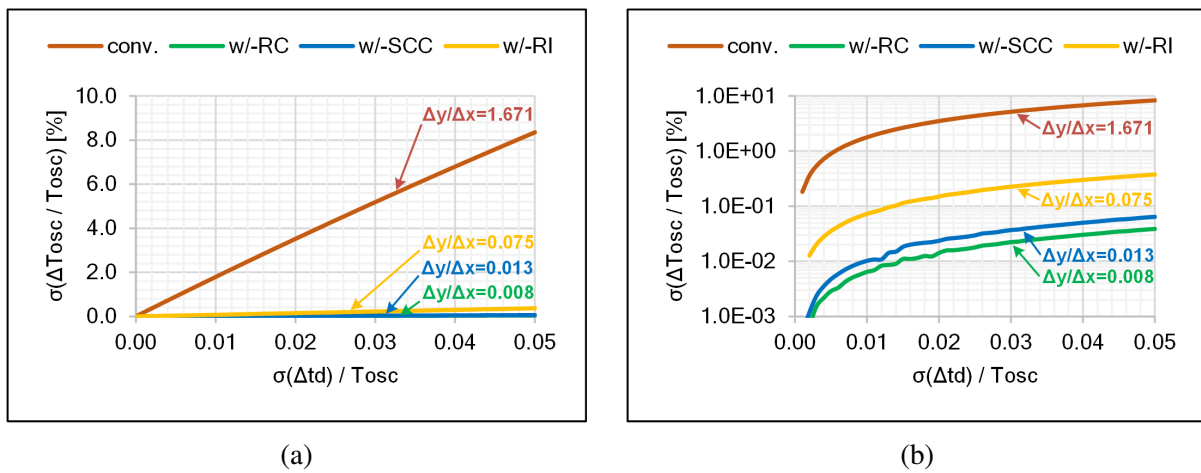 conv. w/-RC w/-SCC w/-RI
σ(ΔTosc / Tosc) [%]
10.0
8.0
6.0
4.0
2.0
0.0
Δy/Δx=1.671
Δy/Δx=0.075
Δy/Δx=0.013
Δy/Δx=0.008
0.00 0.01 0.02 0.03 0.04 0.05
σ(Δtd) / Tosc
(a)
conv. w/-RC w/-SCC w/-RI
σ(ΔTosc / Tosc) [%]
1.0E+01
1.0E+00
1.0E-01
1.0E-02
1.0E-03
Δy/Δx=1.671
Δy/Δx=0.075
Δy/Δx=0.013
Δy/Δx=0.008
0.00 0.01 0.02 0.03 0.04 0.05
σ(Δtd) / Tosc
(b)